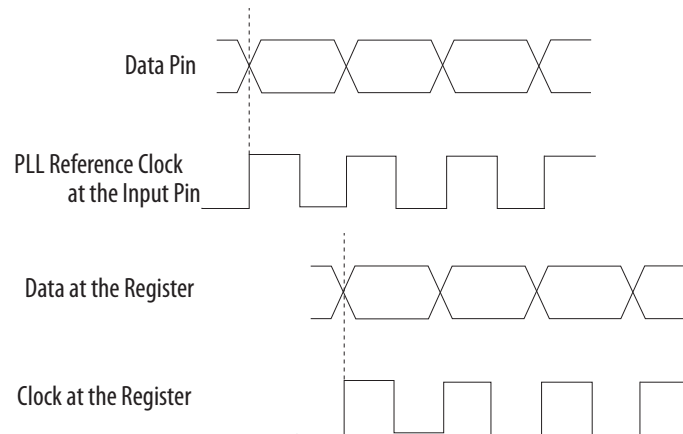 Data Pin
PLL Reference Clock
at the Input Pin
Data at the Register
Clock at the Register